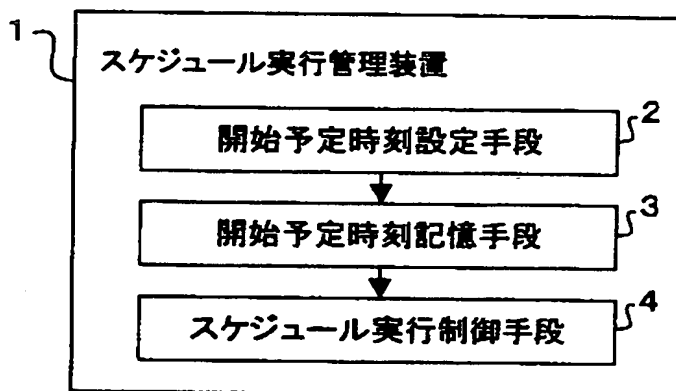 1
スケジュール実行管理装置
開始予定時刻設定手段
2
開始予定時刻記憶手段
3
スケジュール実行制御手段
4